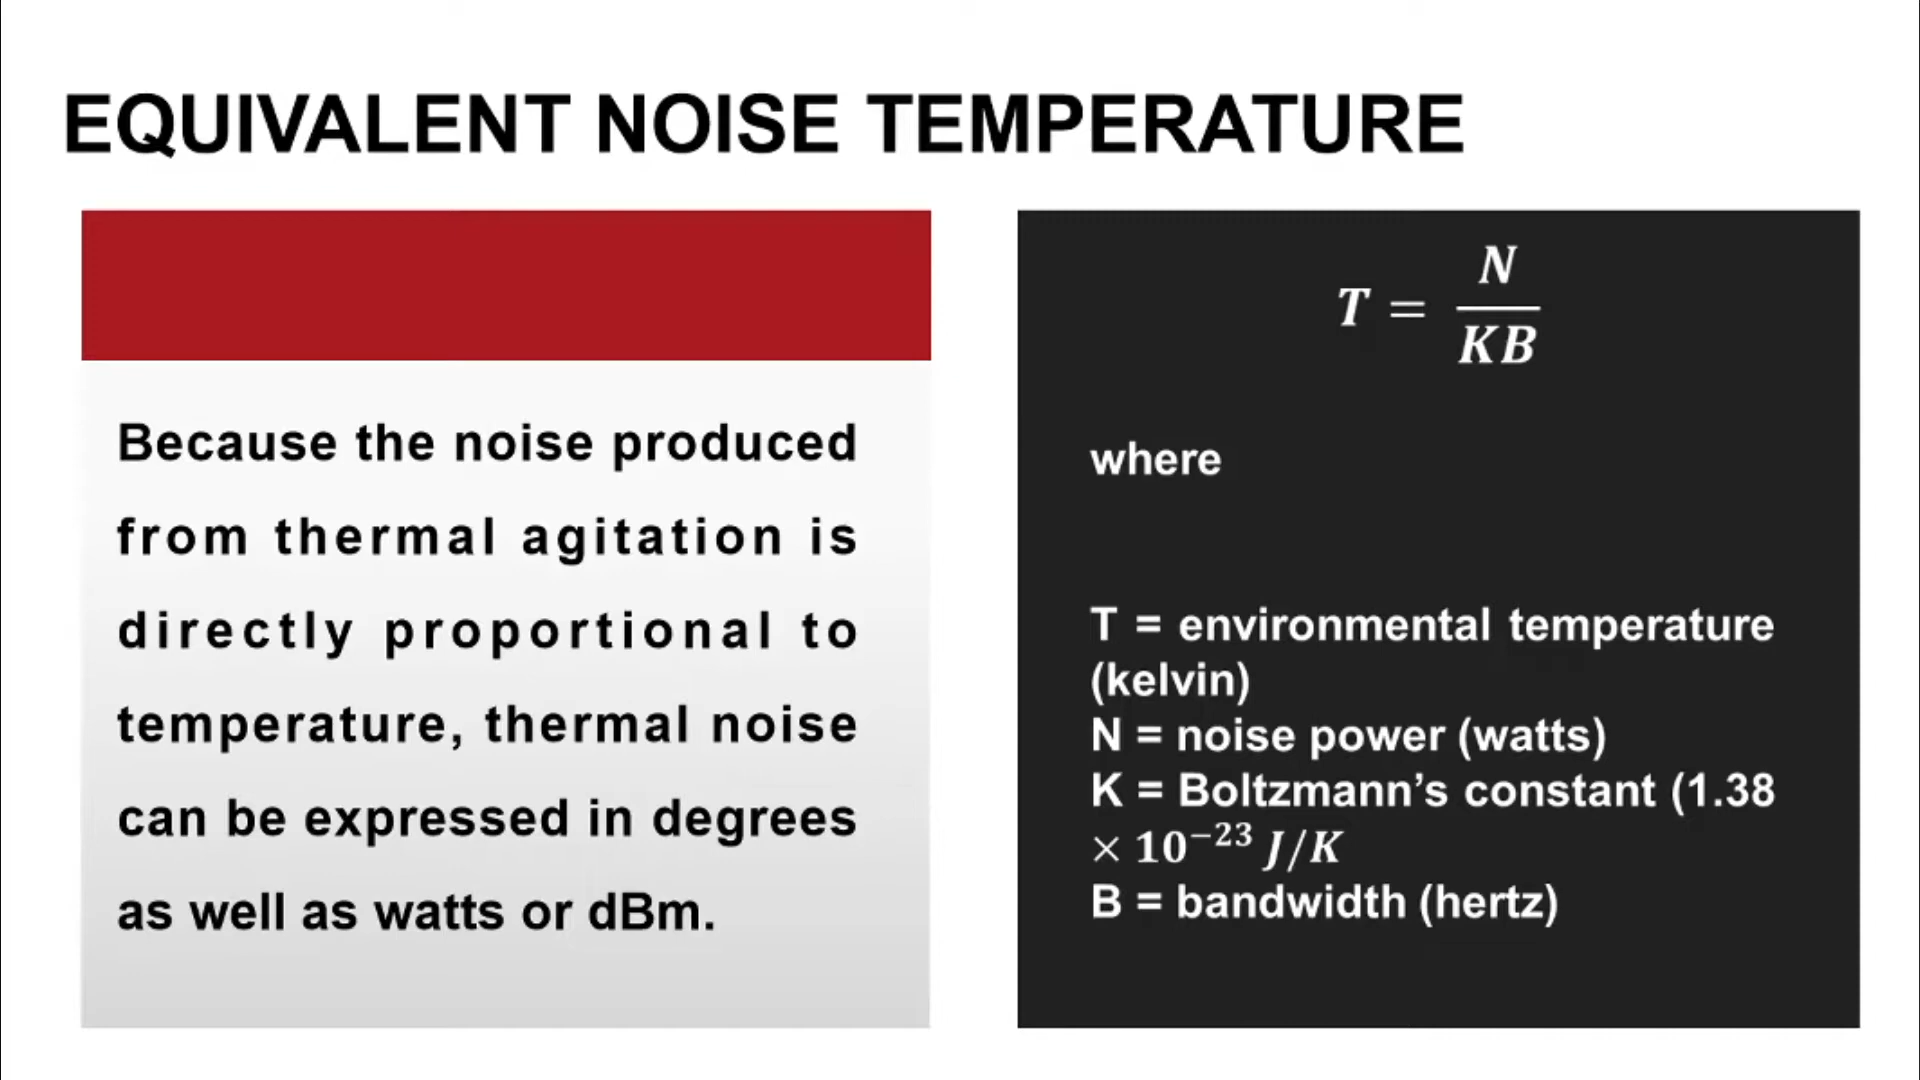 EQUIVALENT NOISE TEMPERATURE
Because the noise produced
from thermal agitation is
directly proportional to
temperature, thermal noise
can be expressed in degrees
as well as watts or dBm.
T = N/KB
where
T = environmental temperature
(kelvin)
N = noise power (watts)
K = Boltzmann’s constant (1.38
× 10⁻²³ J/K
B = bandwidth (hertz)